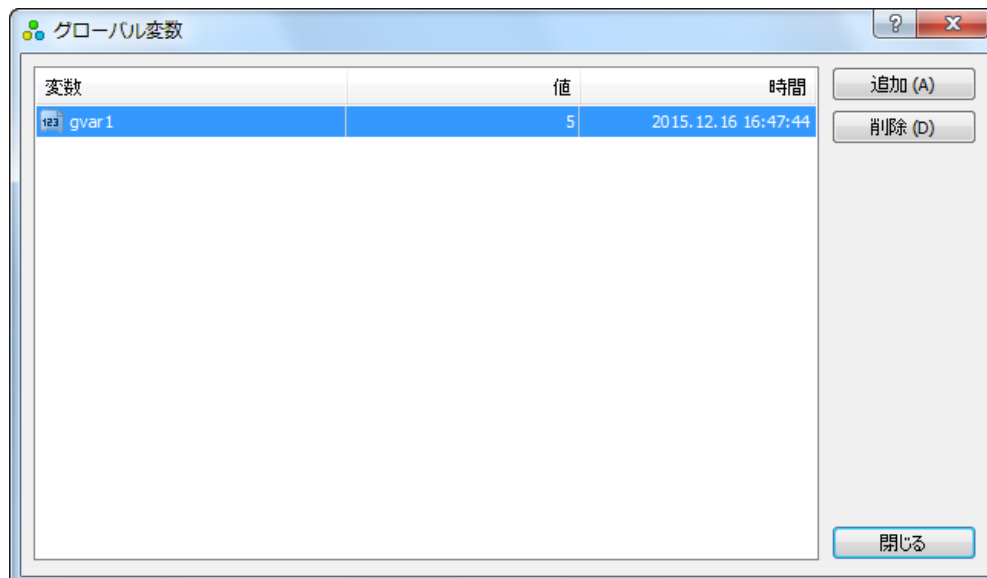 グローバル変数
変数 値 時間
123 gvar1 5 2015.12.16 16:47:44
追加 (A)
削除 (D)
閉じる